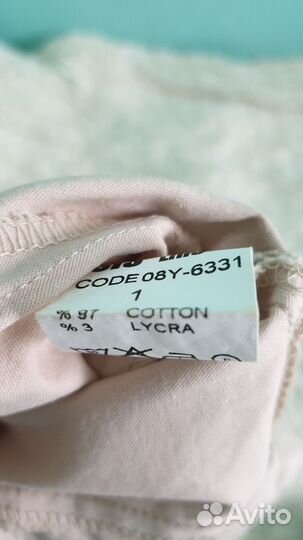 CODE 08Y-6331
1
% 97 COTTON
% 3 LYCRA
Avito